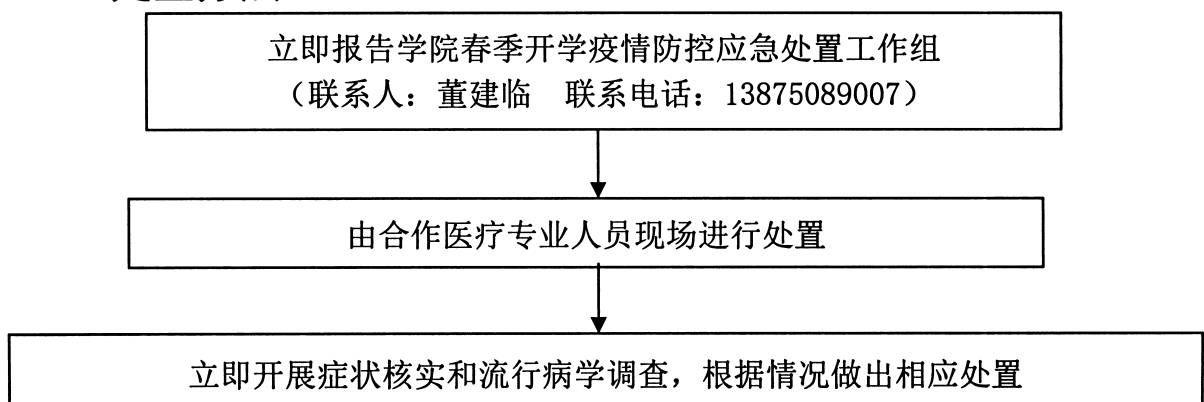 立即报告学院春季开学疫情防控应急处置工作组
（联系人：董建临　联系电话：13875089007）
由合作医疗专业人员现场进行处置
立即开展症状核实和流行病学调查，根据情况做出相应处置